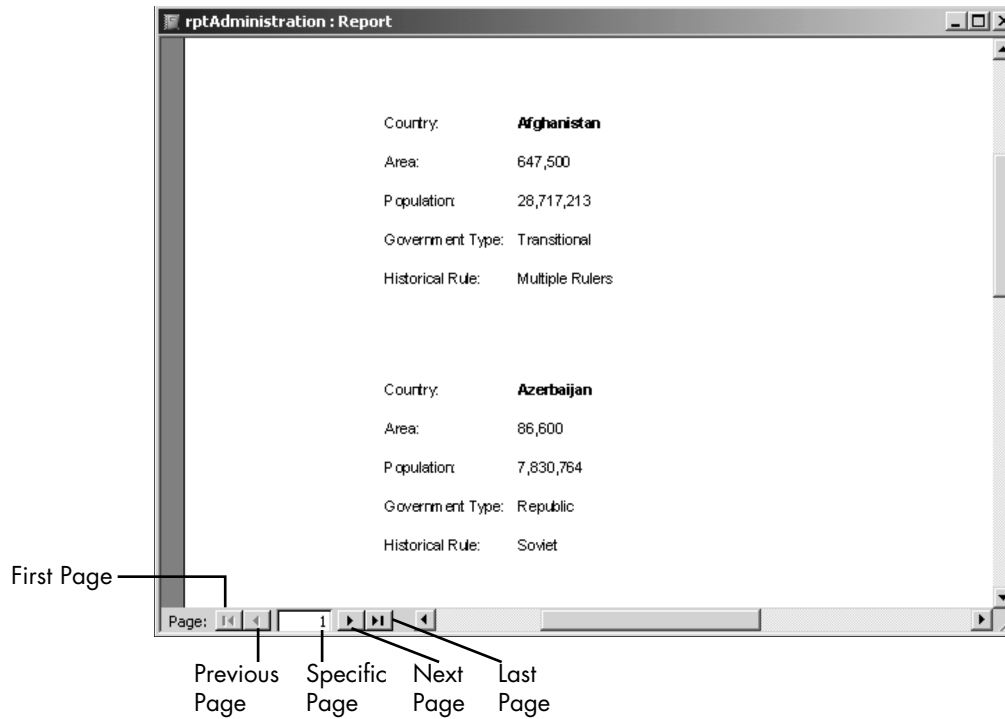 rptAdministration : Report
Country: Afghanistan
Area: 647,500
Population: 28,717,213
Government Type: Transitional
Historical Rule: Multiple Rulers
Country: Azerbaijan
Area: 86,600
Population: 7,830,764
Government Type: Republic
Historical Rule: Soviet
First Page
Page: 1
Previous Page
Specific Page
Next Page
Last Page